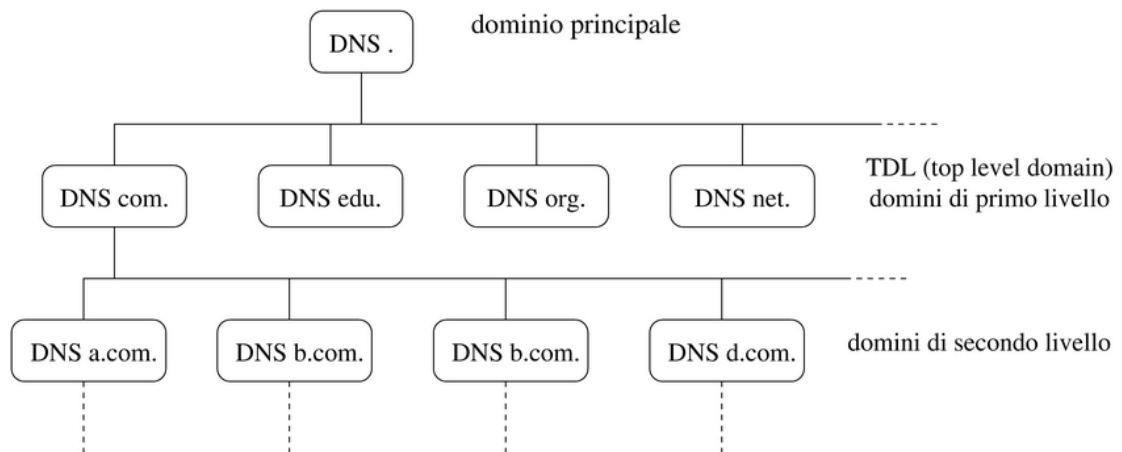 DNS .
dominio principale
DNS com.
DNS edu.
DNS org.
DNS net.
TDL (top level domain)
domini di primo livello
DNS a.com.
DNS b.com.
DNS b.com.
DNS d.com.
domini di secondo livello